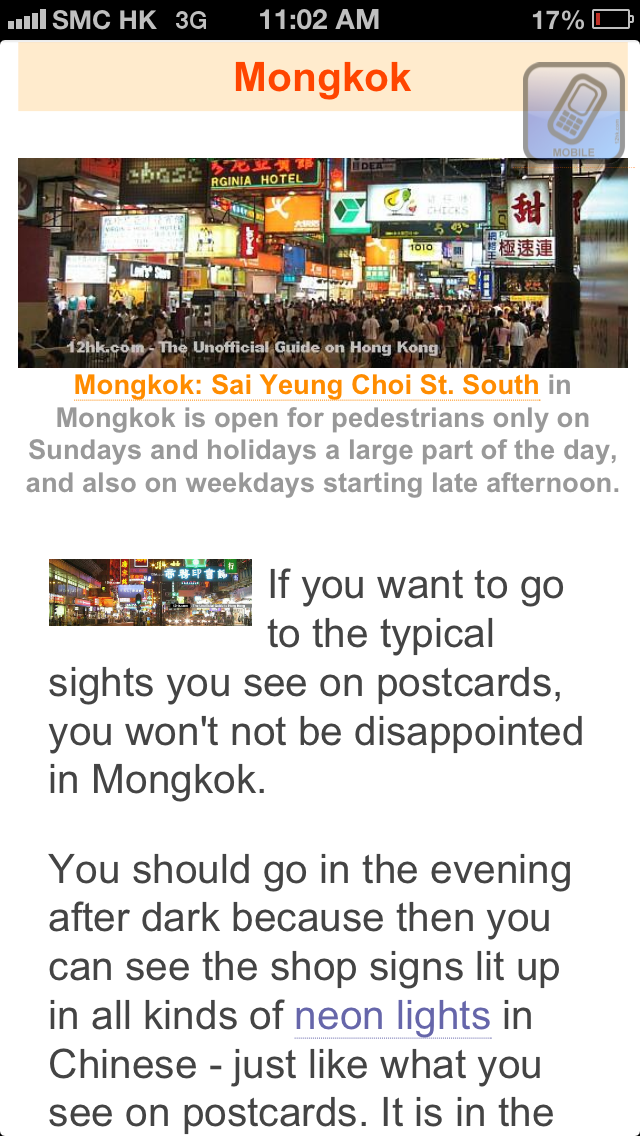 SMC HK 3G 11:02 AM 17%
Mongkok
MOBILE
RGINIA HOTEL
IDEA
CHICKS
甜
1010
極速連
Levi's Store
12hk.com - The Unofficial Guide on Hong Kong
Mongkok: Sai Yeung Choi St. South in
Mongkok is open for pedestrians only on
Sundays and holidays a large part of the day,
and also on weekdays starting late afternoon.
If you want to go
to the typical
sights you see on postcards,
you won't not be disappointed
in Mongkok.
You should go in the evening
after dark because then you
can see the shop signs lit up
in all kinds of neon lights in
Chinese - just like what you
see on postcards. It is in the